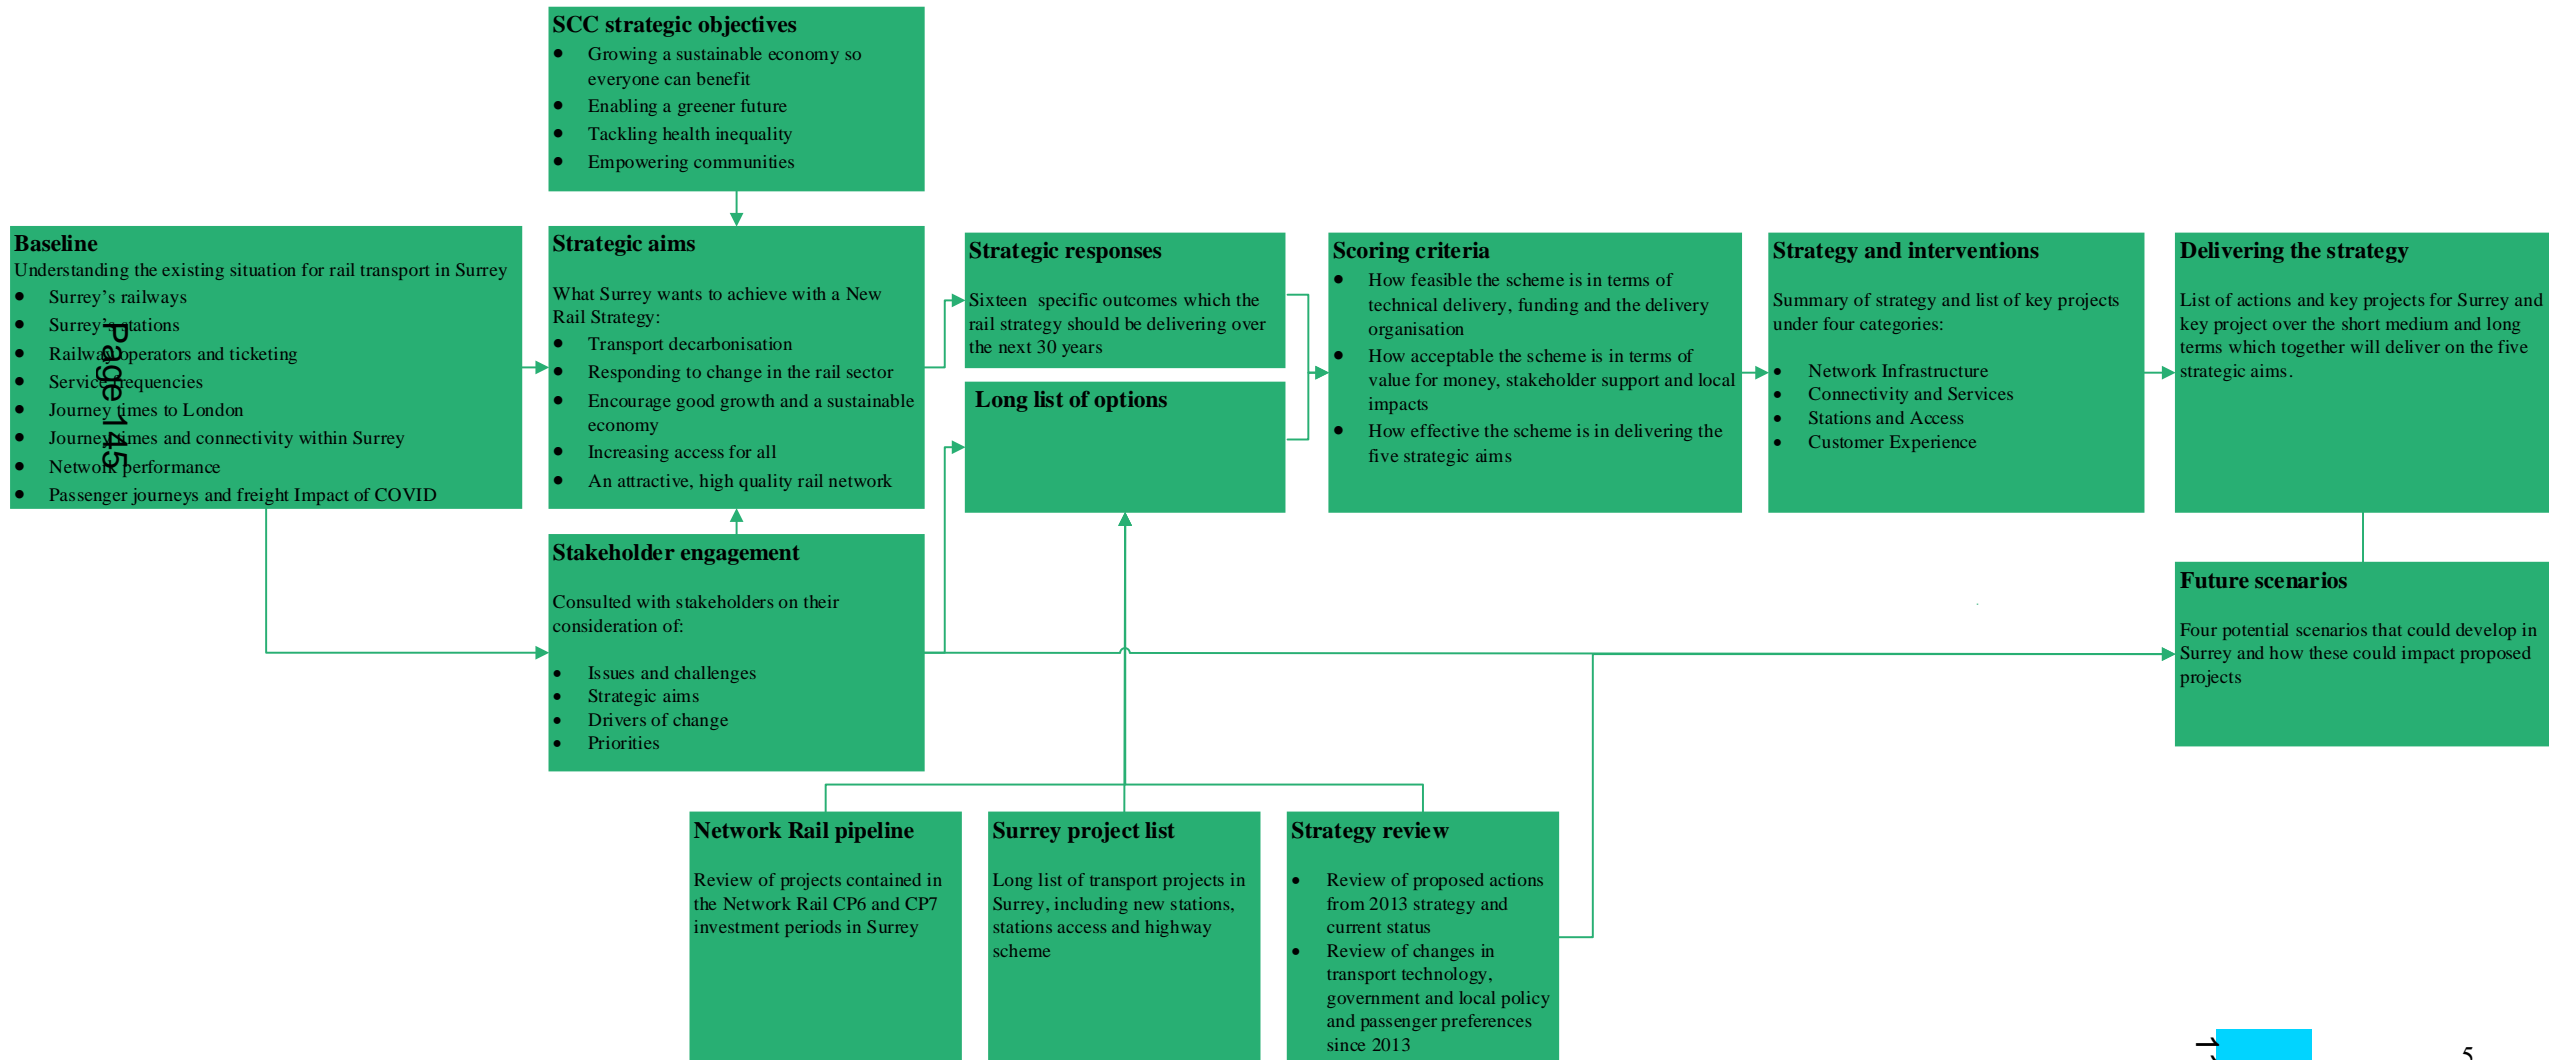 SCC strategic objectives
• Growing a sustainable economy so
everyone can benefit
• Enabling a greener future
• Tackling health inequality
• Empowering communities
Baseline
Understanding the existing situation for rail transport in Surrey
• Surrey’s railways
• Surrey’s stations
• Railway operators and ticketing
• Service frequencies
• Journey times to London
• Journey times and connectivity within Surrey
• Network performance
• Passenger journeys and freight Impact of COVID
Page 145
Strategic aims
What Surrey wants to achieve with a New
Rail Strategy:
• Transport decarbonisation
• Responding to change in the rail sector
• Encourage good growth and a sustainable
economy
• Increasing access for all
• An attractive, high quality rail network
Strategic responses
Sixteen specific outcomes which the
rail strategy should be delivering over
the next 30 years
Long list of options
Scoring criteria
• How feasible the scheme is in terms of
technical delivery, funding and the delivery
organisation
• How acceptable the scheme is in terms of
value for money, stakeholder support and local
impacts
• How effective the scheme is in delivering the
five strategic aims
Strategy and interventions
Summary of strategy and list of key projects
under four categories:
• Network Infrastructure
• Connectivity and Services
• Stations and Access
• Customer Experience
Delivering the strategy
List of actions and key projects for Surrey and
key project over the short medium and long
terms which together will deliver on the five
strategic aims.
Stakeholder engagement
Consulted with stakeholders on their
consideration of:
• Issues and challenges
• Strategic aims
• Drivers of change
• Priorities
Future scenarios
Four potential scenarios that could develop in
Surrey and how these could impact proposed
projects
Network Rail pipeline
Review of projects contained in
the Network Rail CP6 and CP7
investment periods in Surrey
Surrey project list
Long list of transport projects in
Surrey, including new stations,
stations access and highway
scheme
Strategy review
• Review of proposed actions
from 2013 strategy and
current status
• Review of changes in
transport technology,
government and local policy
and passenger preferences
since 2013
5